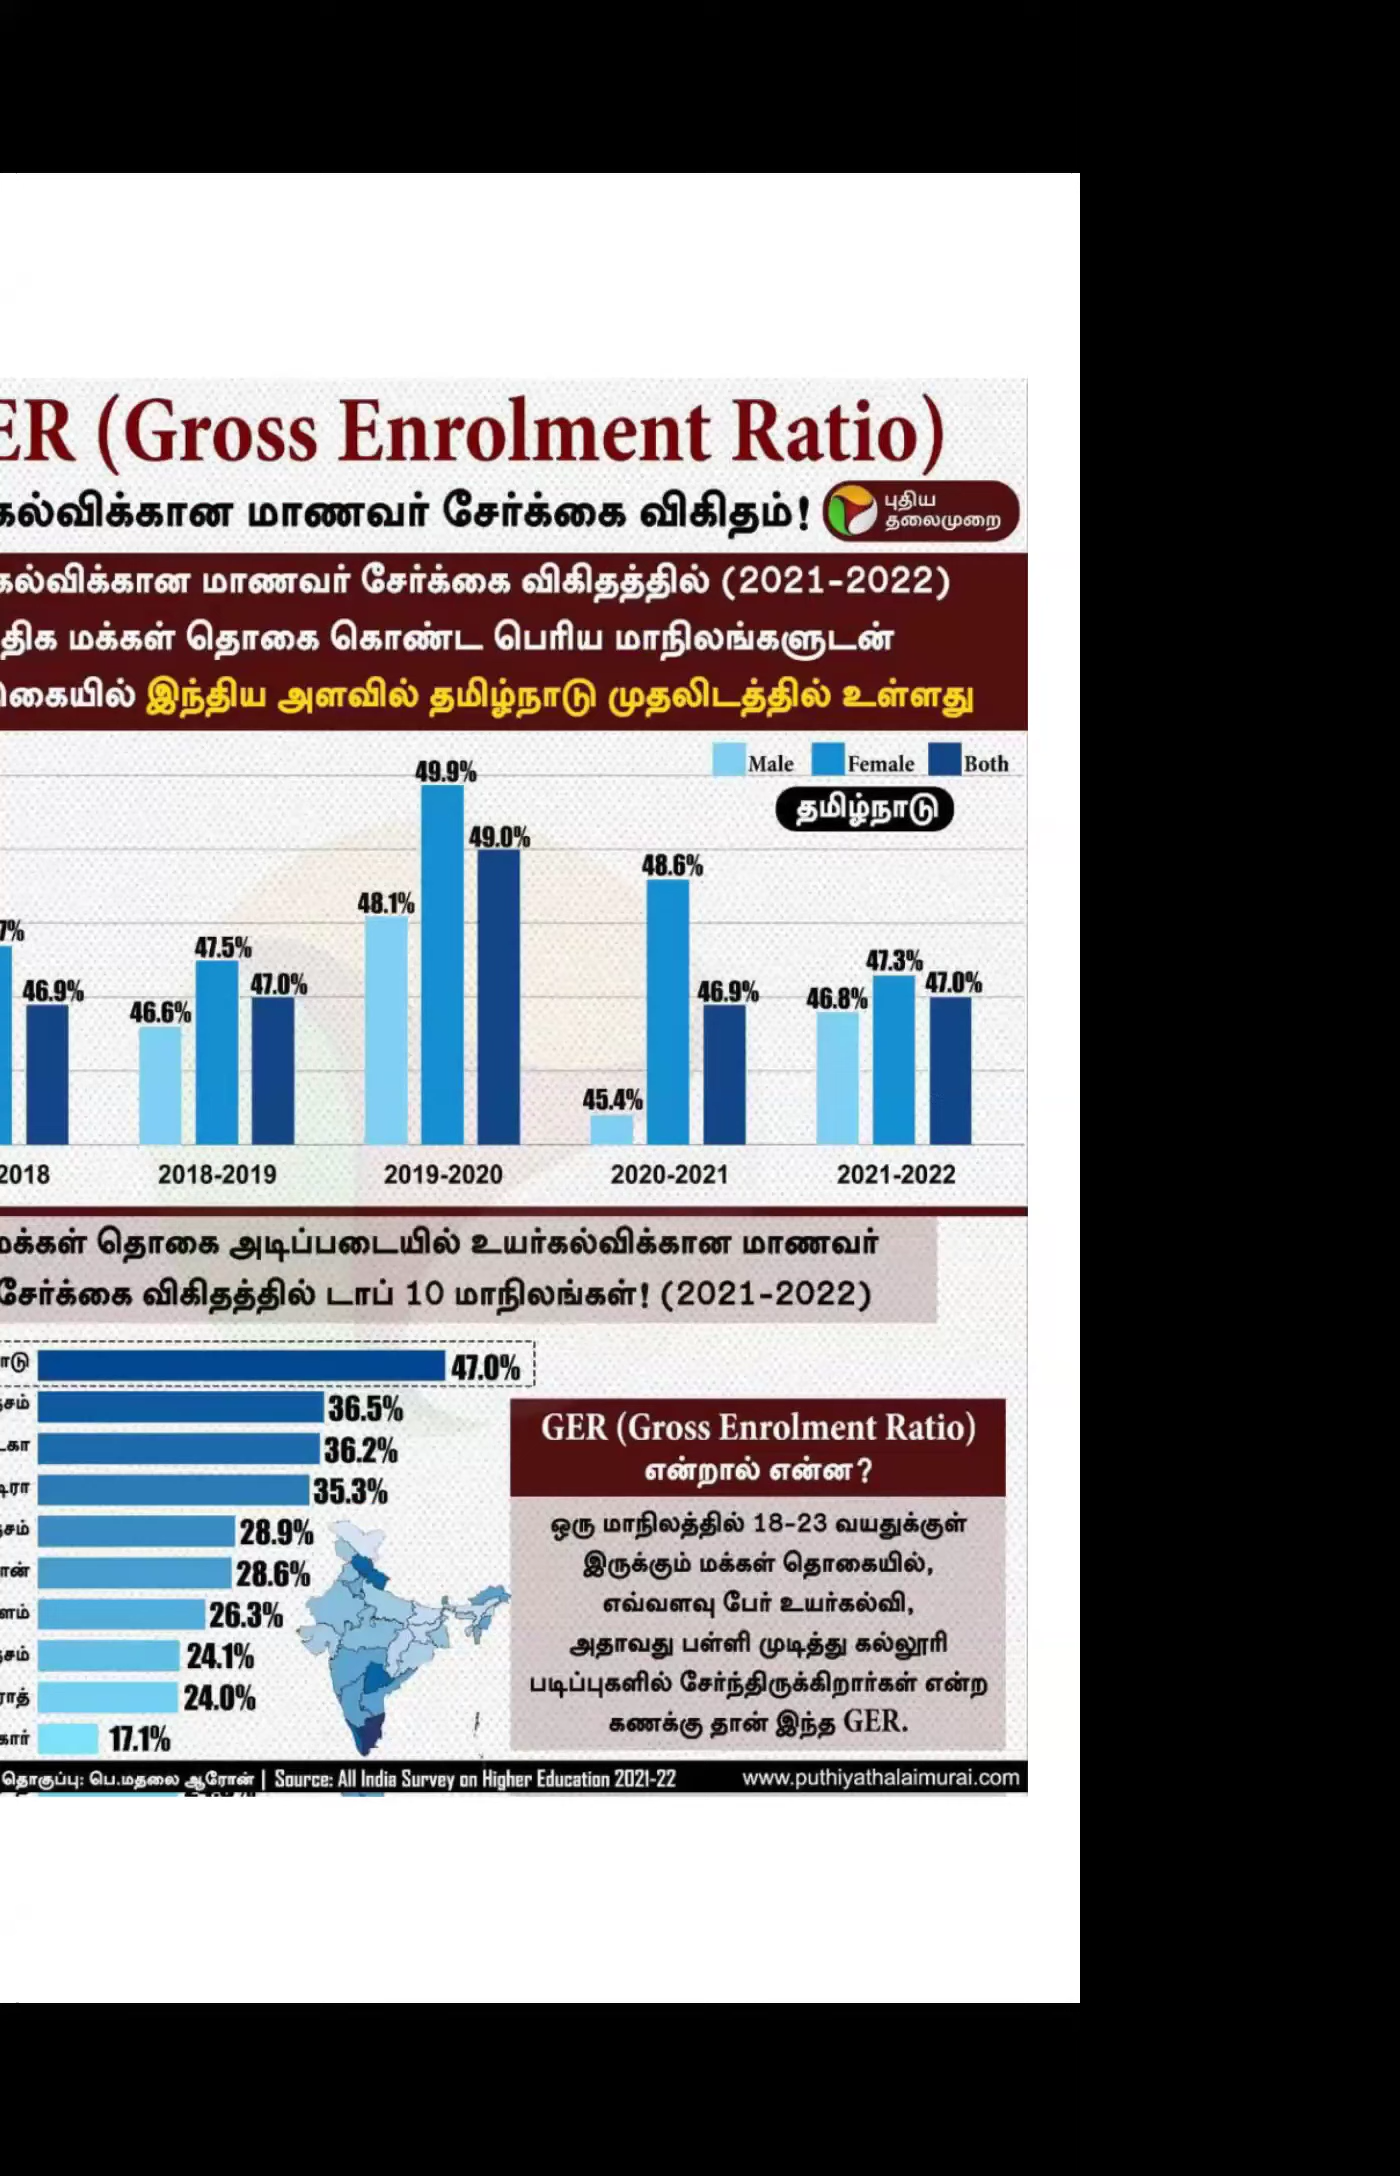 (Gross Enrolment Ratio)
மாணவர் சேர்க்கை விகிதம்!
புதிய
தலைமுறை
மாணவர் சேர்க்கை விகிதத்தில் (2021-2022)
மக்கள் தொகை கொண்ட பெரிய மாநிலங்களுடன்
இந்திய அளவில் தமிழ்நாடு முதலிடத்தில் உள்ளது
Male Female Both
தமிழ்நாடு
46.9%
46.6% 47.5% 47.0%
48.1% 49.9% 49.0%
45.4% 48.6% 46.9%
46.8% 47.3% 47.0%
2018 2018-2019 2019-2020 2020-2021 2021-2022
மக்கள் தொகை அடிப்படையில் உயர்கல்விக்கான மாணவர்
சேர்க்கை விகிதத்தில் டாப் 10 மாநிலங்கள்! (2021-2022)
47.0%
36.5%
36.2%
35.3%
28.9%
28.6%
26.3%
24.1%
24.0%
17.1%
GER (Gross Enrolment Ratio)
என்றால் என்ன?
ஒரு மாநிலத்தில் 18-23 வயதுக்குள்
இருக்கும் மக்கள் தொகையில்,
எவ்வளவு பேர் உயர்கல்வி,
அதாவது பள்ளி முடித்து கல்லூரி
படிப்புகளில் சேர்ந்திருக்கிறார்கள் என்ற
கணக்கு தான் இந்த GER.
தொகுப்பு: பெ.மதலை ஆரோன் | Source: All India Survey on Higher Education 2021-22 www.puthiyathalaimurai.com